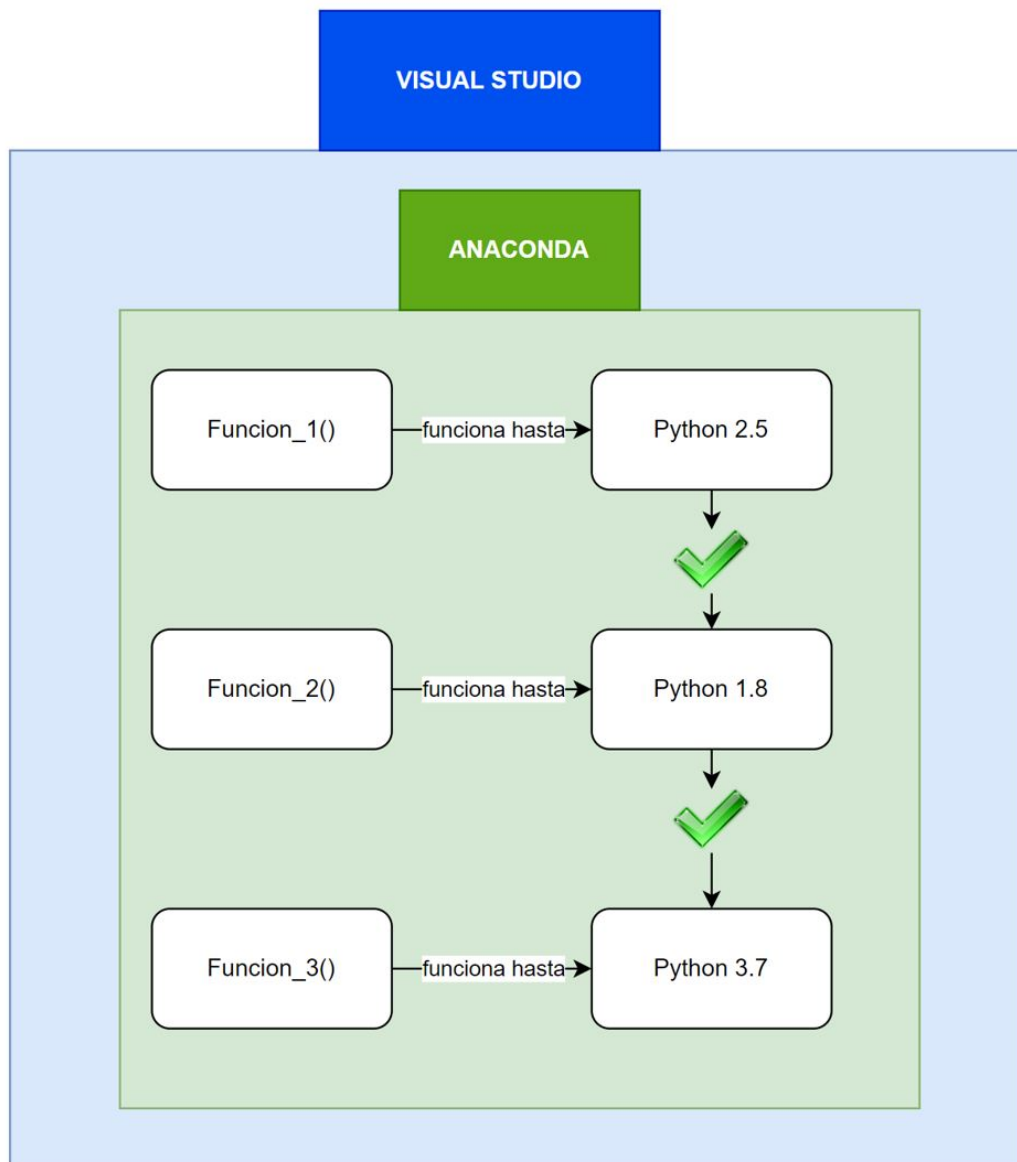 VISUAL STUDIO
ANACONDA
Funcion_1()
funciona hasta
Python 2.5
Funcion_2()
funciona hasta
Python 1.8
Funcion_3()
funciona hasta
Python 3.7